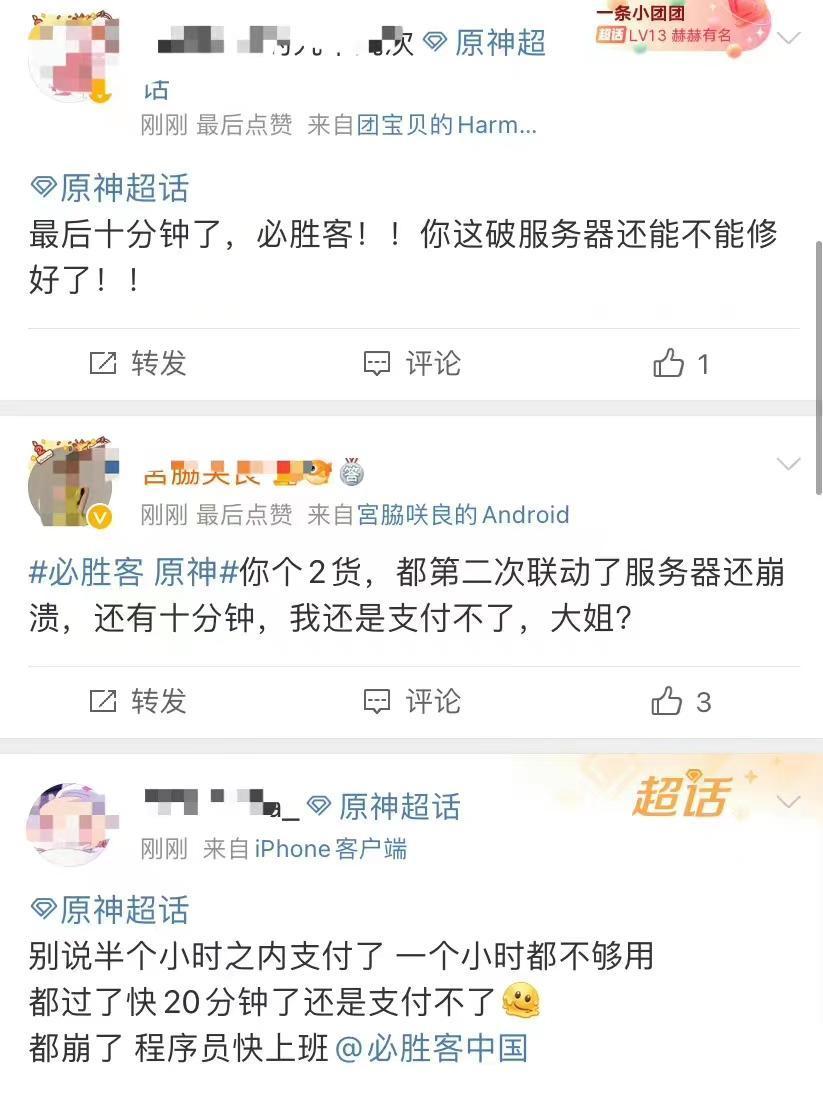 一条小团团
超话 LV13 赫赫有名
次 原神超
话
刚刚 最后点赞 来自团宝贝的Harm...
原神超话
最后十分钟了，必胜客！！你这破服务器还能不能修
好了！！
转发 评论 1
宫脇咲良
答
刚刚 最后点赞 来自宮脇咲良的Android
#必胜客 原神#你个2货，都第二次联动了服务器还崩
溃，还有十分钟，我还是支付不了，大姐?
转发 评论 3
a_ 原神超话
超话
刚刚 来自iPhone客户端
原神超话
别说半个小时之内支付了 一个小时都不够用
都过了快20分钟了还是支付不了
都崩了 程序员快上班@必胜客中国